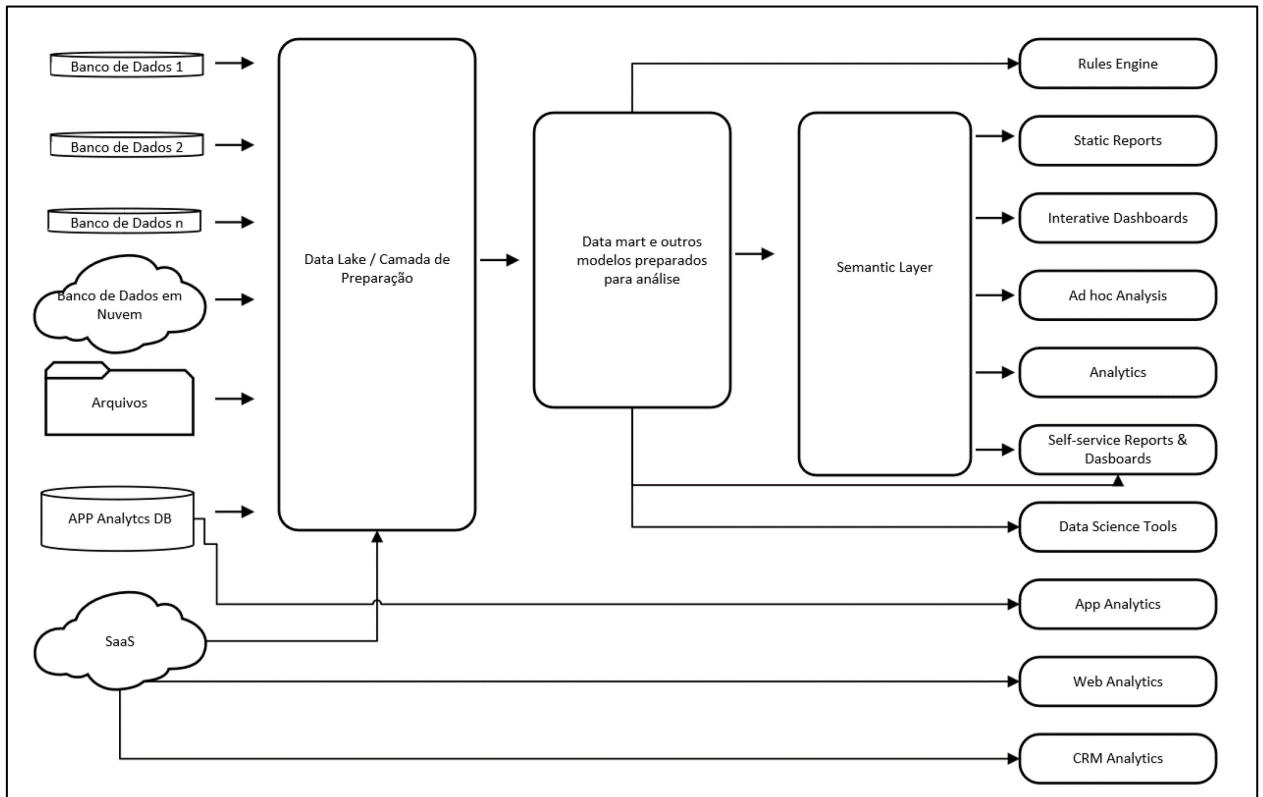 Banco de Dados 1
Banco de Dados 2
Banco de Dados n
Banco de Dados em
Nuvem
Arquivos
APP Analytcs DB
SaaS
Data Lake / Camada de
Preparação
Data mart e outros
modelos preparados
para análise
Semantic Layer
Rules Engine
Static Reports
Interative Dashboards
Ad hoc Analysis
Analytics
Self-service Reports &
Dasboards
Data Science Tools
App Analytics
Web Analytics
CRM Analytics